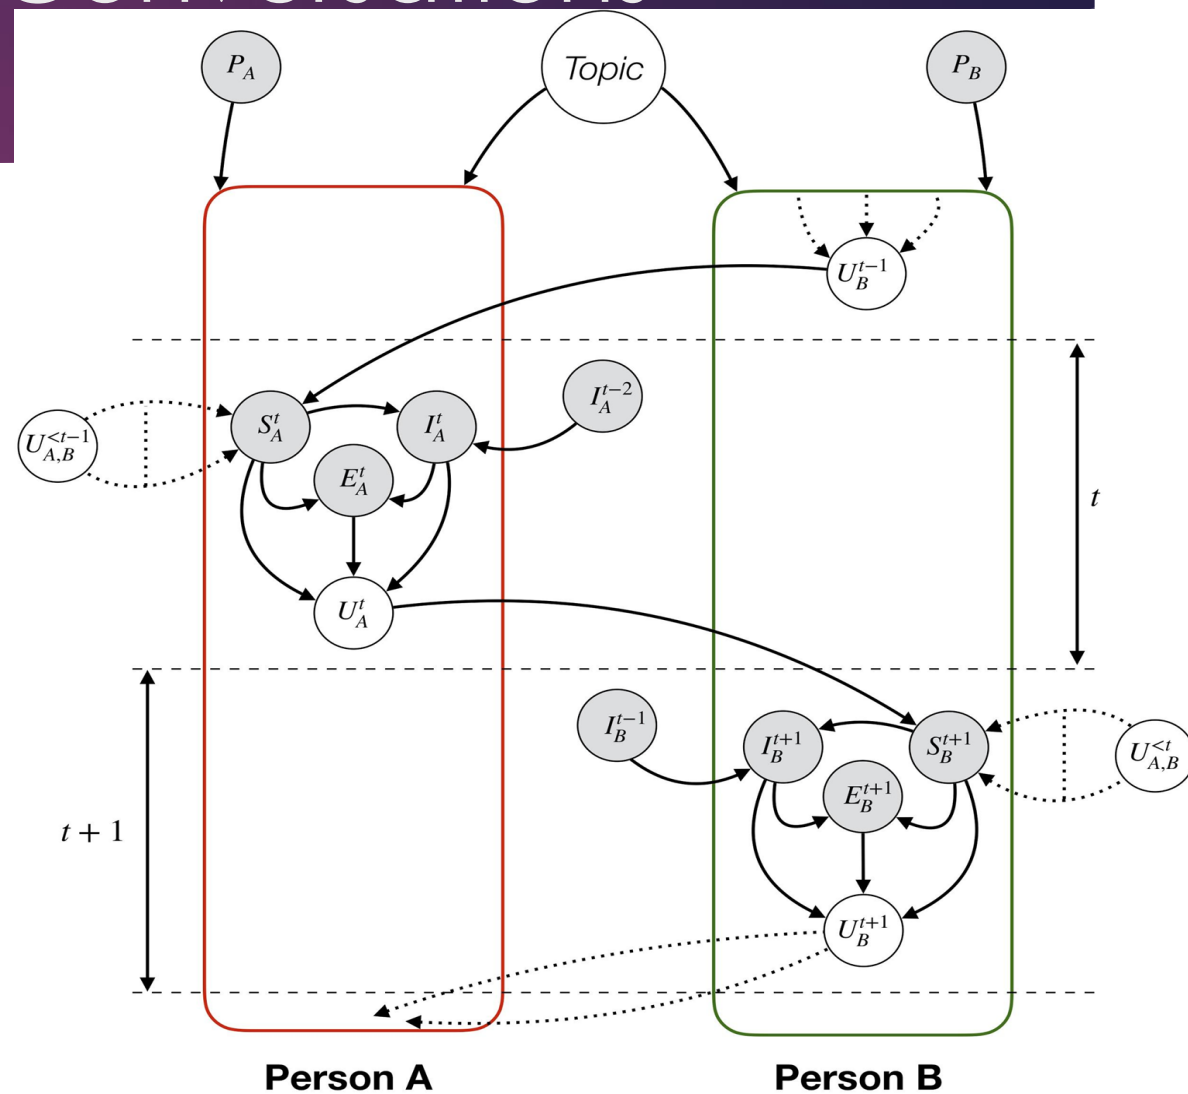 Conversations
P_A
Topic
P_B
U_B^{t-1}
I_A^{t-2}
S_A^t
I_A^t
U_{A,B}^{<t-1}
E_A^t
t
U_A^t
I_B^{t-1}
I_B^{t+1}
S_B^{t+1}
U_{A,B}^{<t}
E_B^{t+1}
t + 1
U_B^{t+1}
Person A
Person B